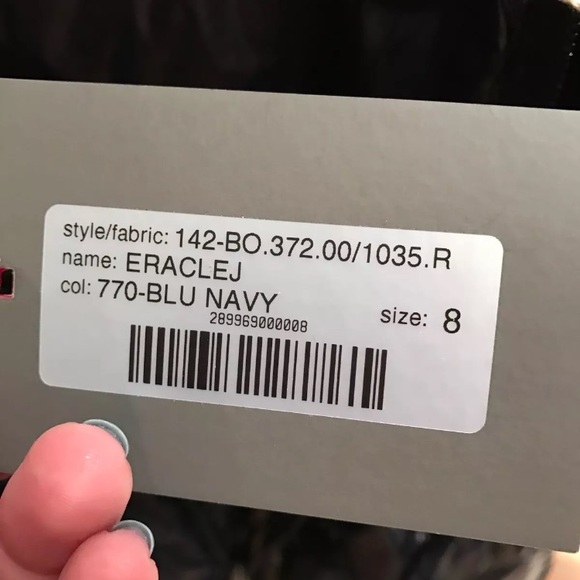 style/fabric: 142-BO.372.00/1035.R
name: ERACLEJ
col: 770-BLU NAVY
size: 8
289969000008